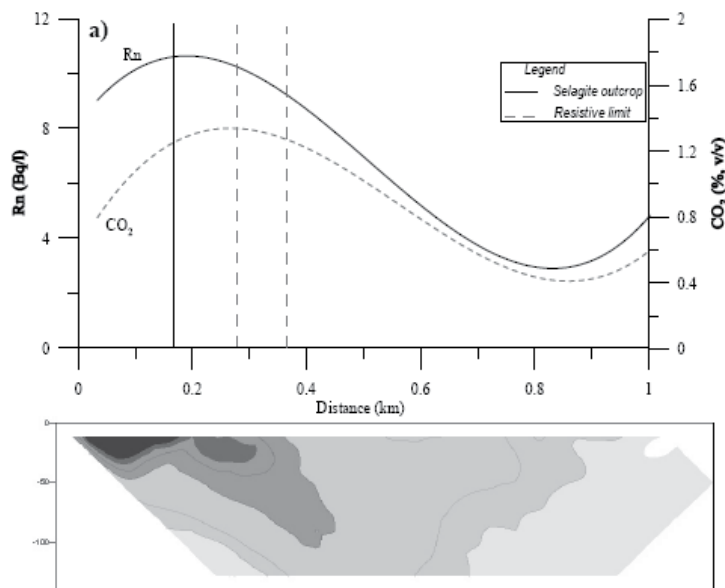 a)
Rn
CO2
Legend
Selagite outcrop
Resistive limit
Rn (Bq/l)
12
8
4
0
CO2 (%, v/v)
2
1.6
1.2
0.8
0.4
0
0 0.2 0.4 0.6 0.8 1
Distance (km)
0
-50
-100